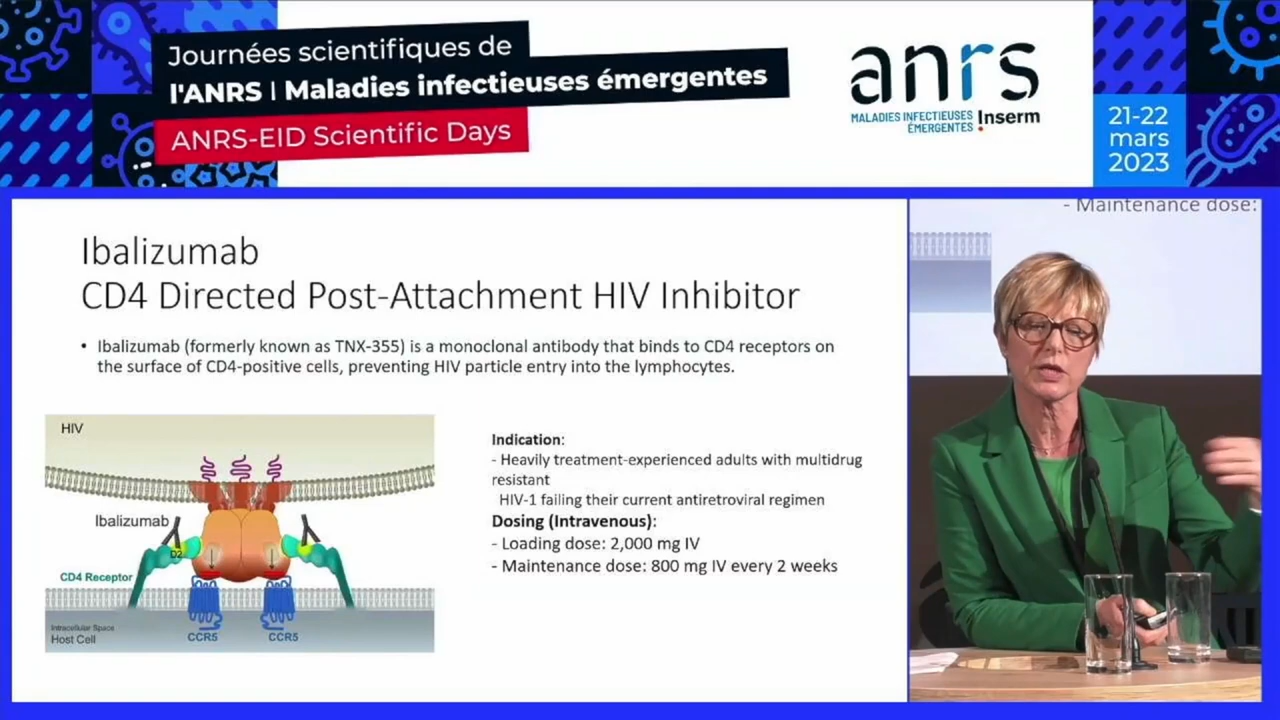 Journées scientifiques de
l'ANRS | Maladies infectieuses émergentes
ANRS-EID Scientific Days
anrs
MALADIES INFECTIEUSES
ÉMERGENTES
Inserm
21-22
mars
2023
Ibalizumab
CD4 Directed Post-Attachment HIV Inhibitor
• Ibalizumab (formerly known as TNX-355) is a monoclonal antibody that binds to CD4 receptors on
the surface of CD4-positive cells, preventing HIV particle entry into the lymphocytes.
HIV
Ibalizumab
D2
CD4 Receptor
Intracellular Space
Host Cell
CCR5
CCR5
Indication:
- Heavily treatment-experienced adults with multidrug
resistant
HIV-1 failing their current antiretroviral regimen
Dosing (Intravenous):
- Loading dose: 2,000 mg IV
- Maintenance dose: 800 mg IV every 2 weeks
- Maintenance dose: